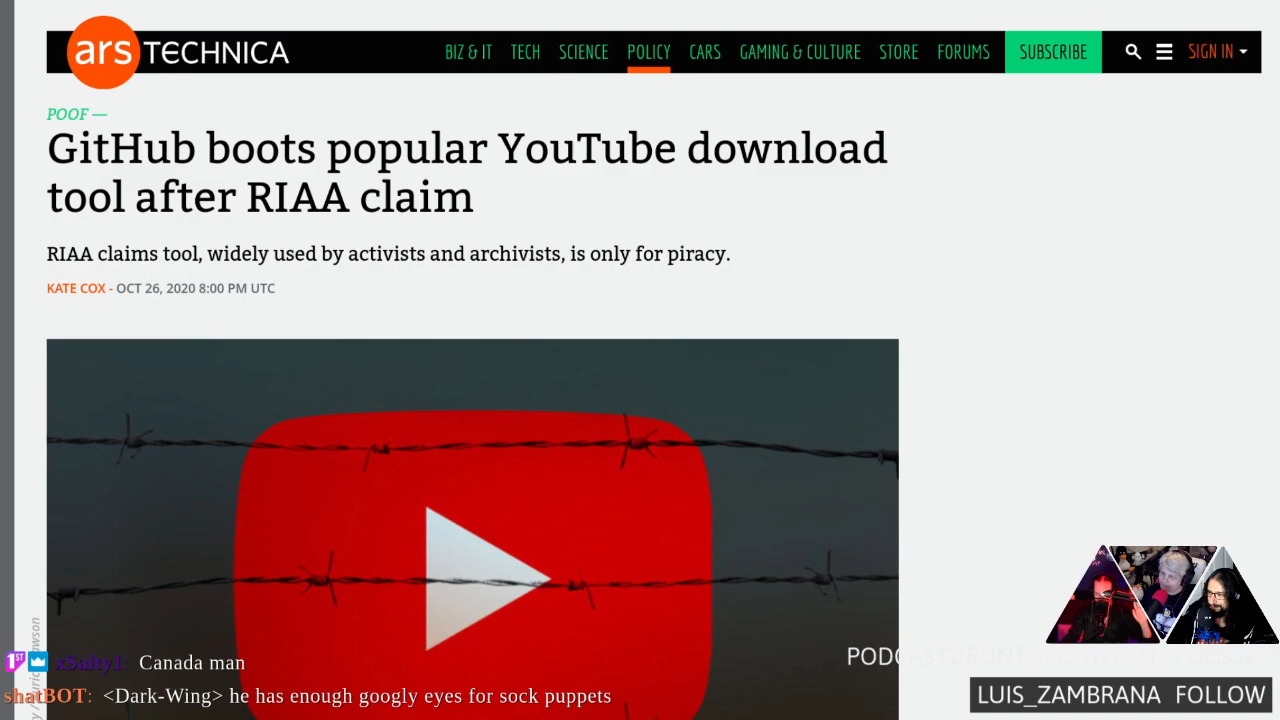 ars TECHNICA
BIZ & IT TECH SCIENCE POLICY CARS GAMING & CULTURE STORE FORUMS SUBSCRIBE SIGN IN
POOF —
GitHub boots popular YouTube download
tool after RIAA claim
RIAA claims tool, widely used by activists and archivists, is only for piracy.
KATE COX - OCT 26, 2020 8:00 PM UTC
1ST xSalty1: Canada man
shatBOT: <Dark-Wing> he has enough googly eyes for sock puppets
LUIS_ZAMBRANA FOLLOW